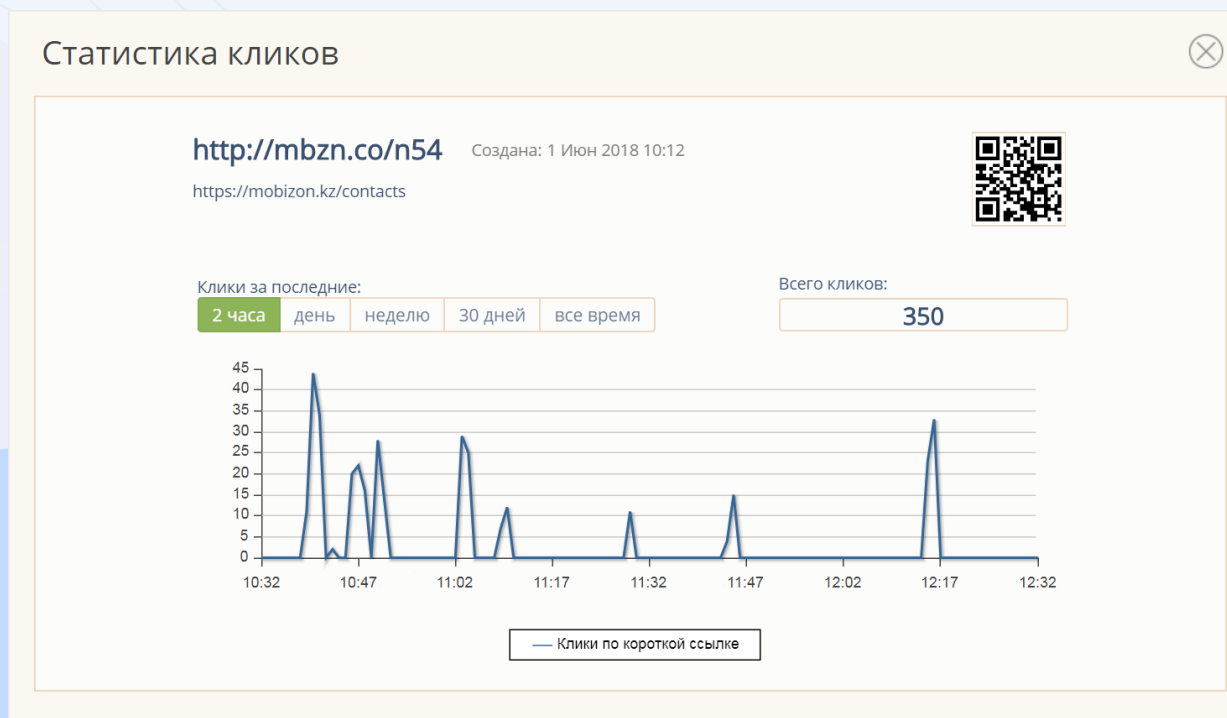 Статистика кликов
http://mbzn.co/n54 Создана: 1 Июн 2018 10:12
https://mobizon.kz/contacts
Клики за последние:
2 часа день неделю 30 дней все время
Всего кликов:
350
45
40
35
30
25
20
15
10
5
0
10:32 10:47 11:02 11:17 11:32 11:47 12:02 12:17 12:32
Клики по короткой ссылке